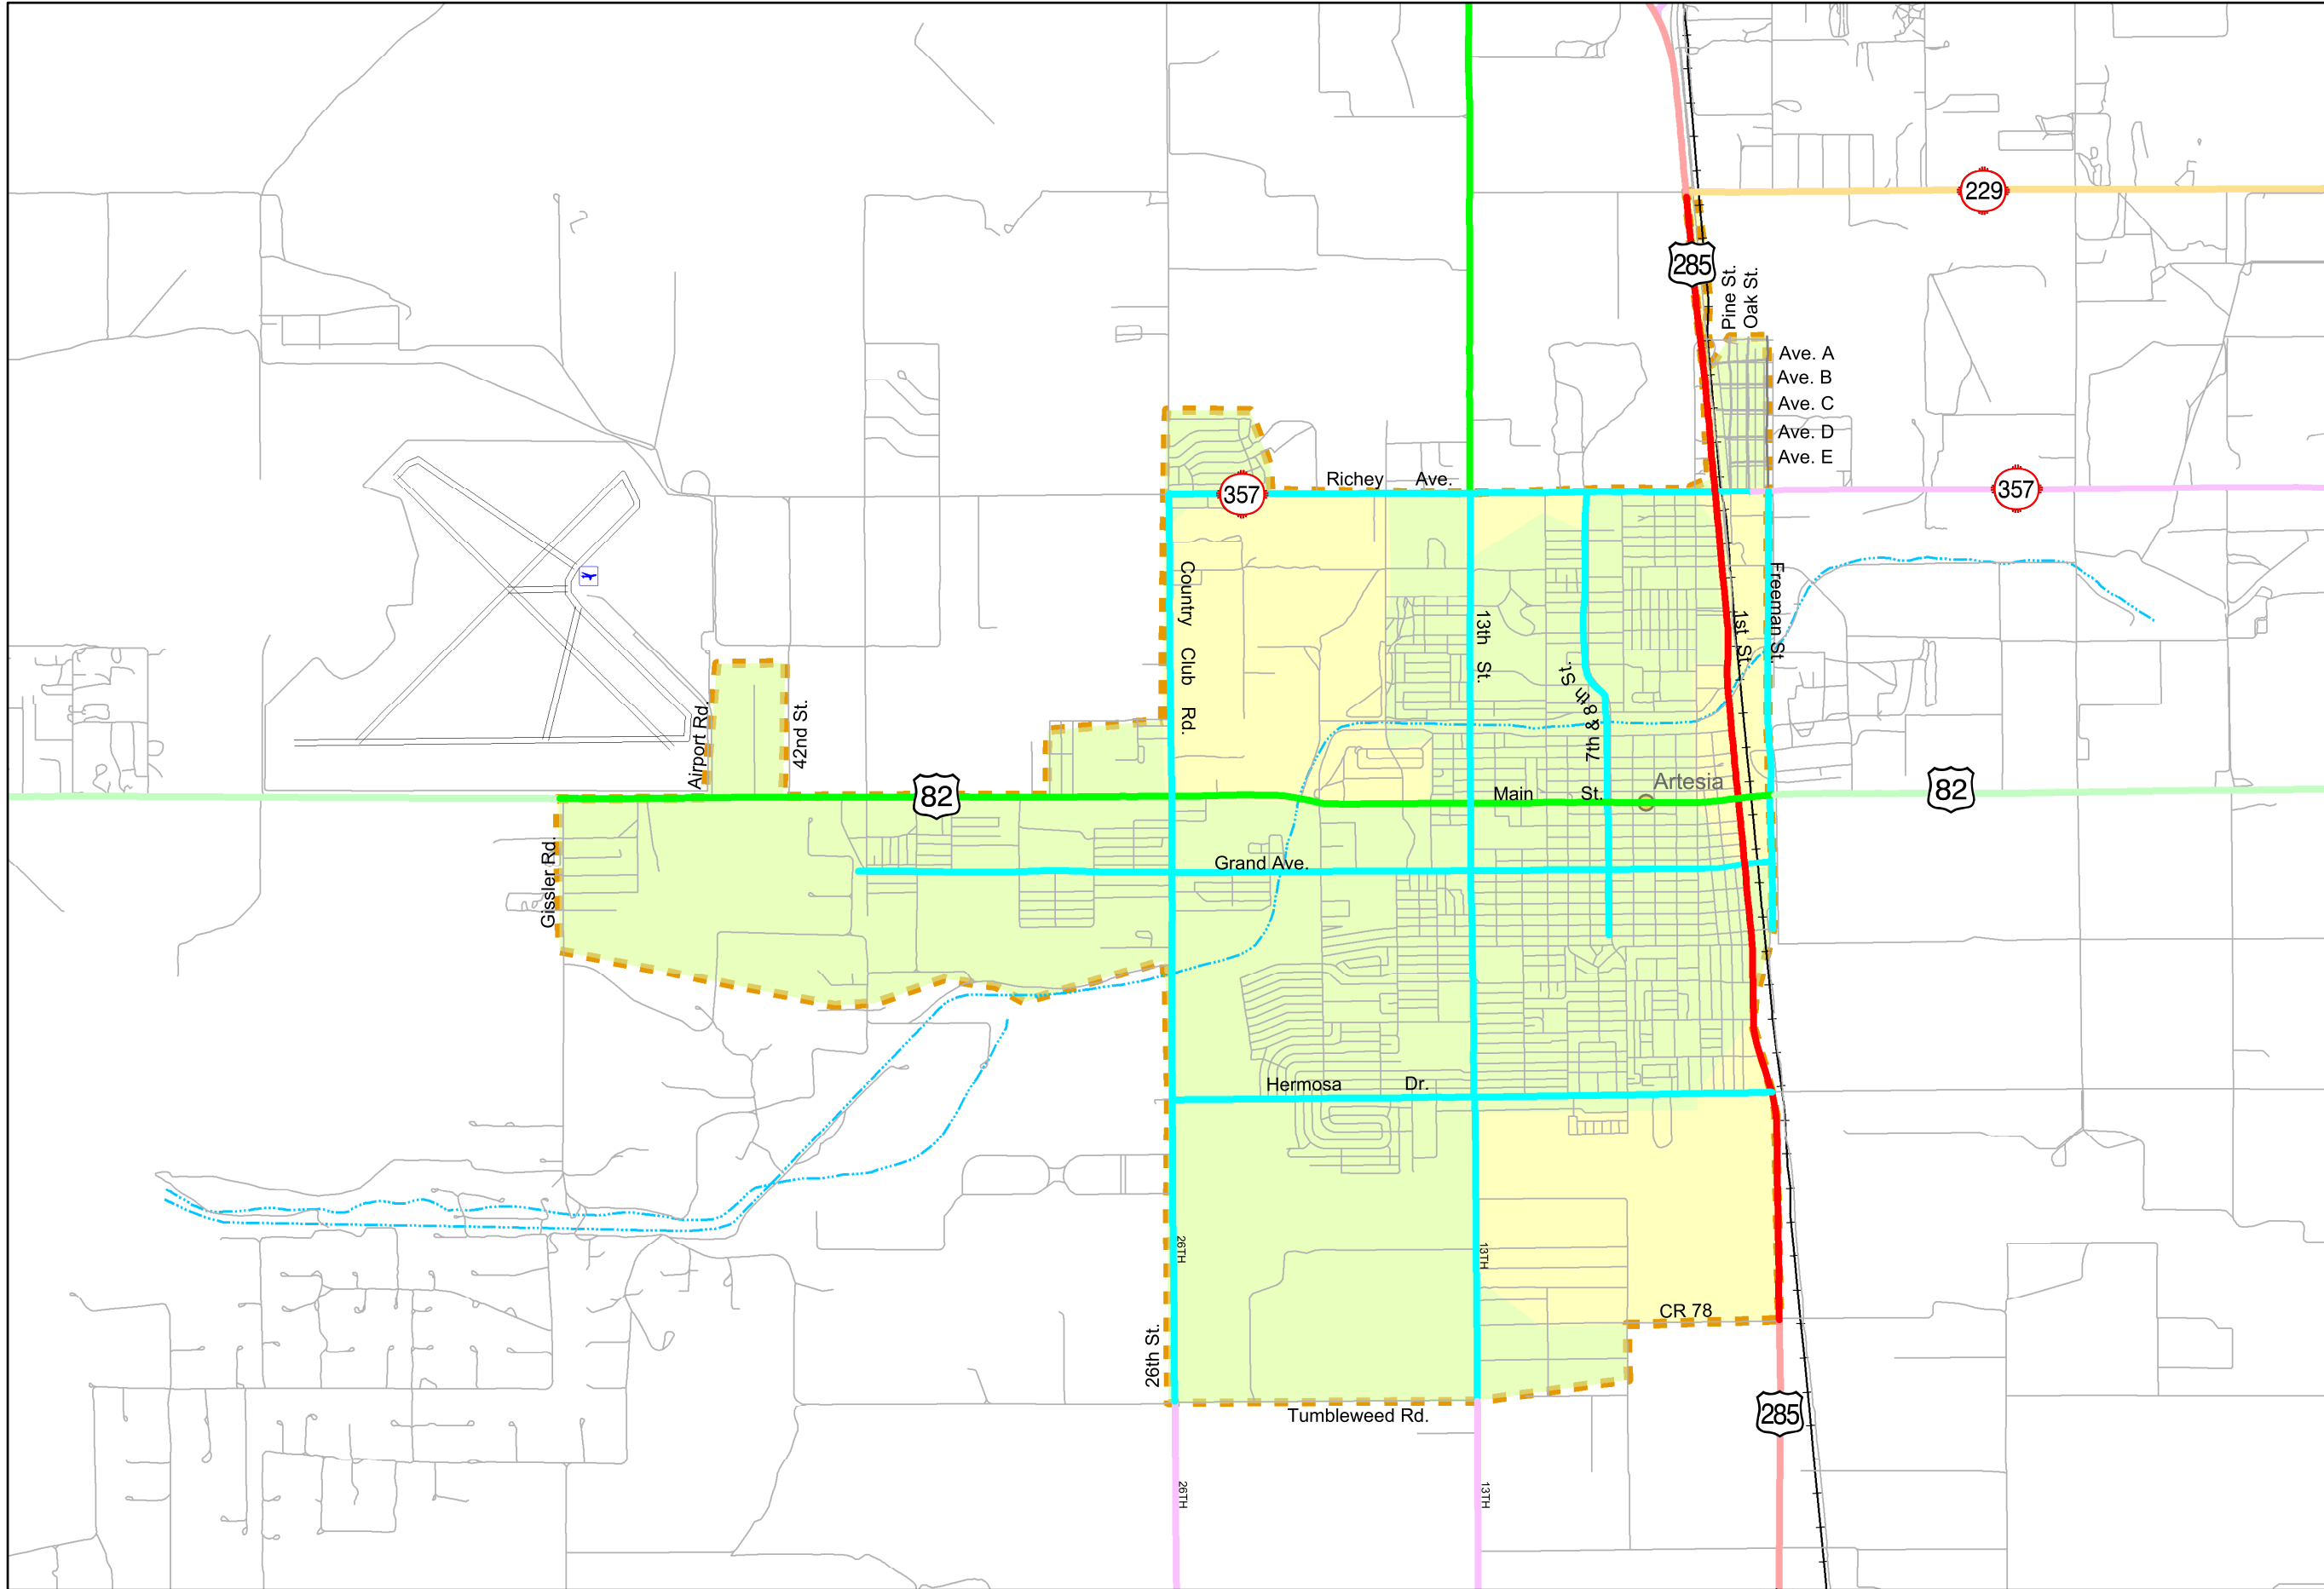 229
285
Pine St.
Oak St.
Ave. A
Ave. B
Ave. C
Ave. D
Ave. E
Richey Ave.
357
357
Country Club Rd.
13th St.
7th & 8th St.
1st St.
Freeman St.
Airport Rd.
42nd St.
82
Main St.
Artesia
82
Gissler Rd.
Grand Ave.
Hermosa Dr.
26TH
13TH
26th St.
CR 78
Tumbleweed Rd.
285
26TH
13TH